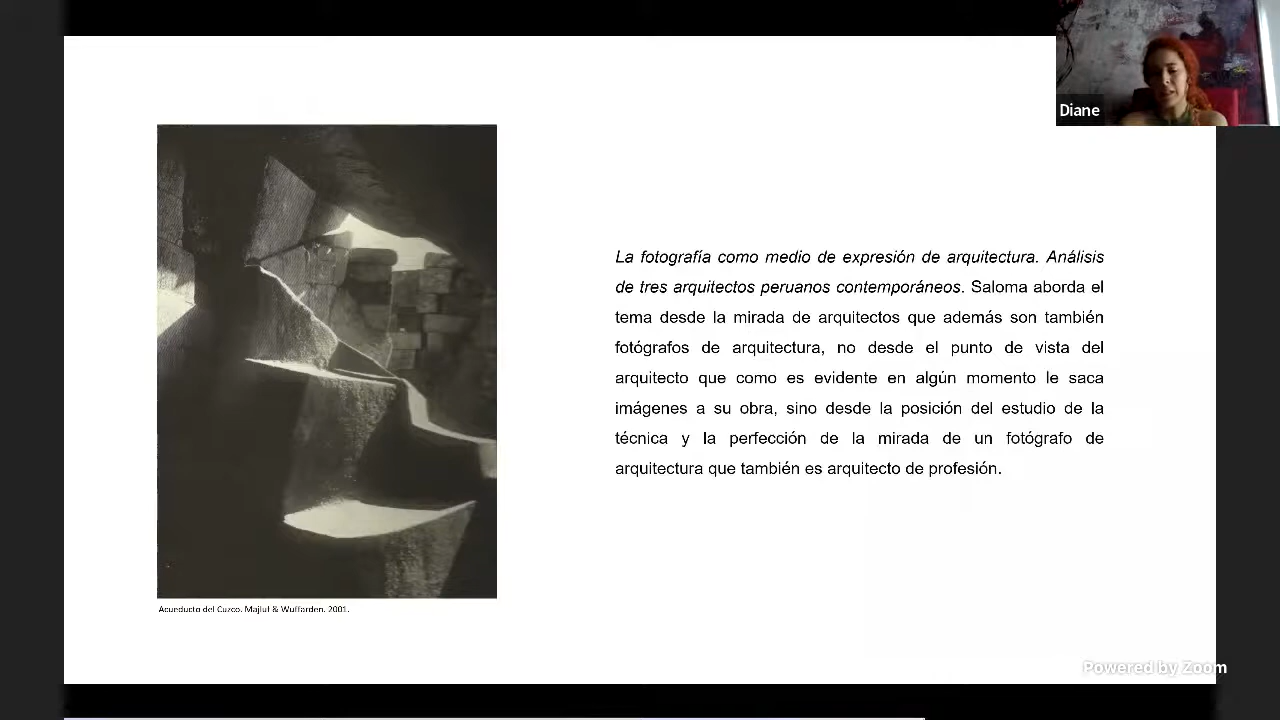 Diane
La fotografía como medio de expresión de arquitectura. Análisis
de tres arquitectos peruanos contemporáneos. Saloma aborda el
tema desde la mirada de arquitectos que además son también
fotógrafos de arquitectura, no desde el punto de vista del
arquitecto que como es evidente en algún momento le saca
imágenes a su obra, sino desde la posición del estudio de la
técnica y la perfección de la mirada de un fotógrafo de
arquitectura que también es arquitecto de profesión.
Acueducto del Cuzco. Majluf & Wuffarden. 2001.
Powered by Zoom